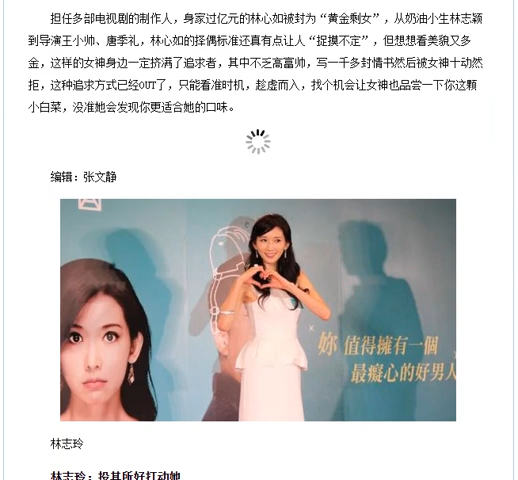 担任多部电视剧的制作人，身家过亿元的林心如被封为“黄金剩女”，从奶油小生林志颖
到导演王小帅、唐季礼，林心如的择偶标准还真有点让人“捉摸不定”，但想想看美貌又多
金，这样的女神身边一定挤满了追求者，其中不乏高富帅，写一千多封情书然后被女神十动然
拒，这种追求方式已经OUT了，只能看准时机，趁虚而入，找个机会让女神也品尝一下你这颗
小白菜，没准她会发现你更适合她的口味。
编辑：张文静
妳 值得擁有一個
最癡心的好男人
林志玲
林志玲：投其所好打动她